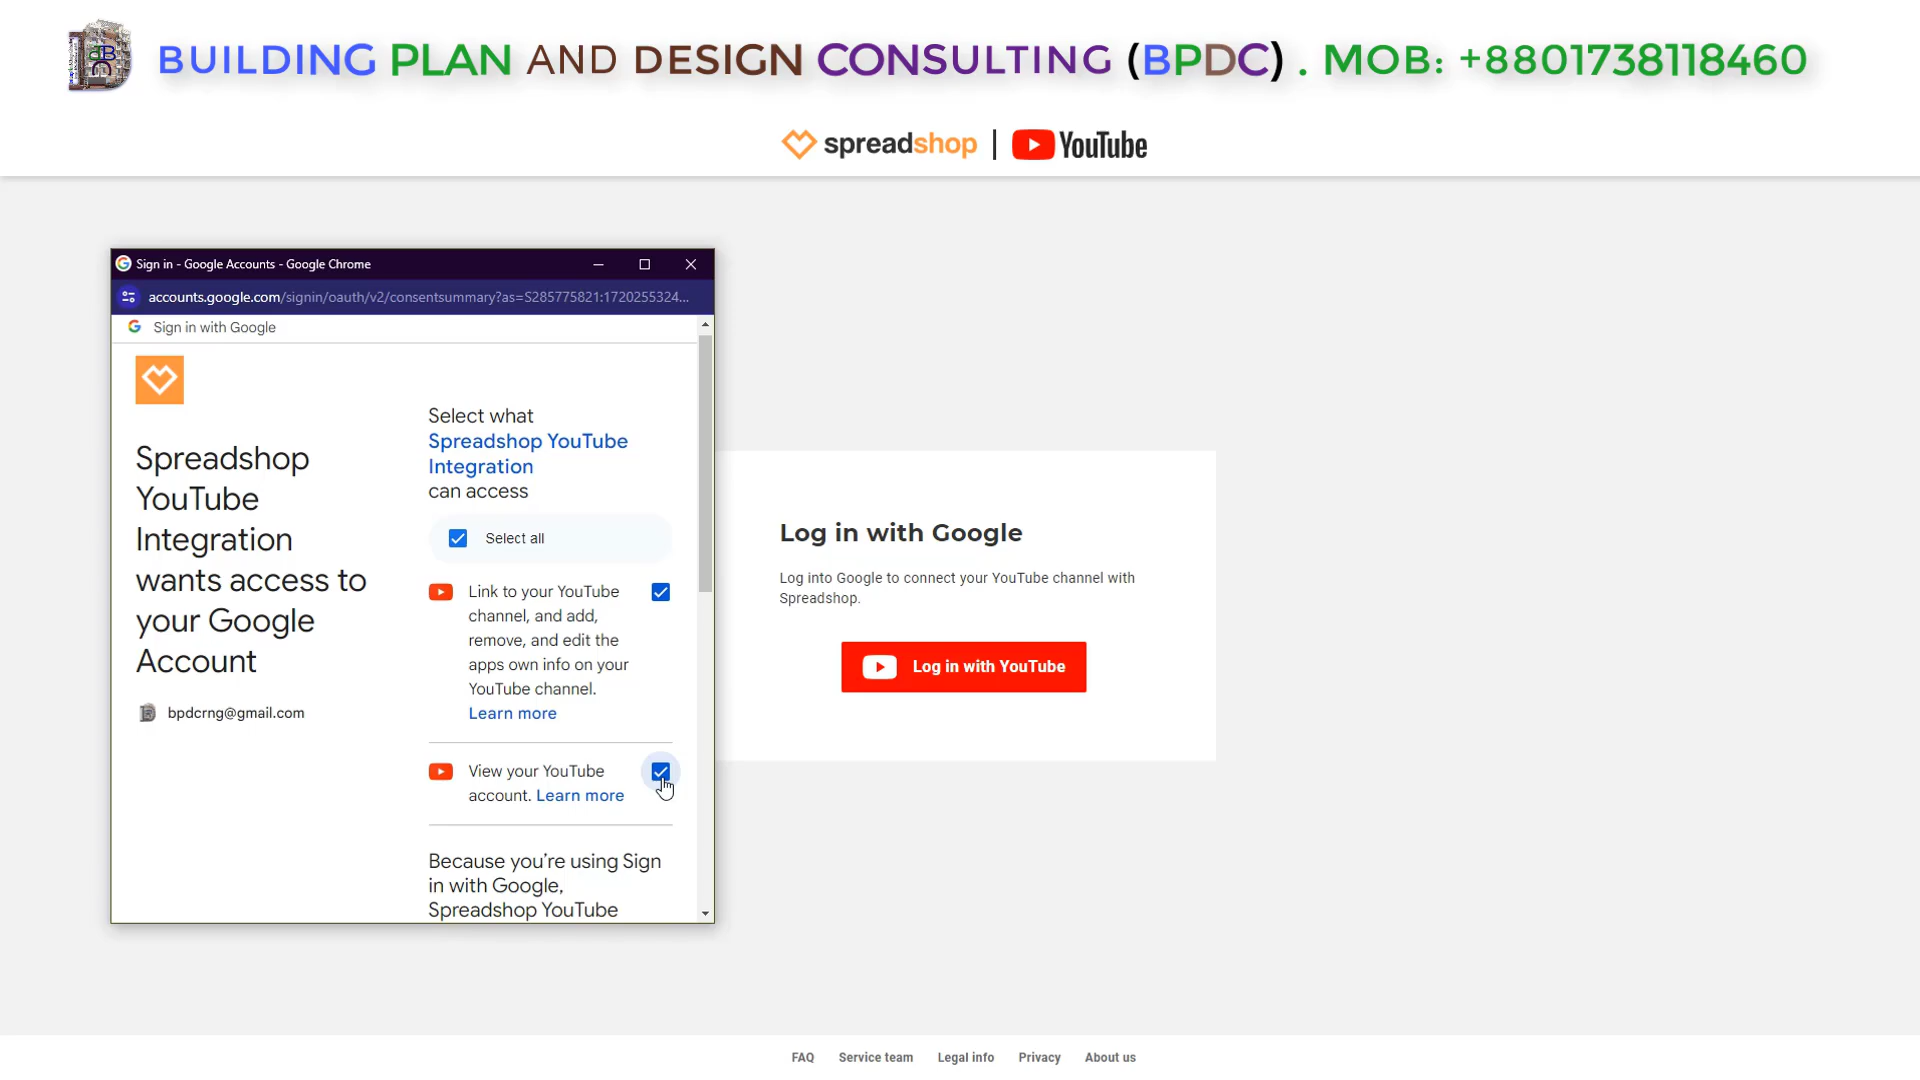 BUILDING PLAN AND DESIGN CONSULTING (BPDC) . MOB: +8801738118460
spreadshop | YouTube
Sign in - Google Accounts - Google Chrome
accounts.google.com/signin/oauth/v2/consentsummary?as=S285775821:1720255324...
Sign in with Google
Spreadshop
YouTube
Integration
wants access to
your Google
Account
bpdcrng@gmail.com
Select what
Spreadshop YouTube
Integration
can access
Select all
Link to your YouTube
channel, and add,
remove, and edit the
apps own info on your
YouTube channel.
Learn more
View your YouTube
account. Learn more
Because you’re using Sign
in with Google,
Spreadshop YouTube
Log in with Google
Log into Google to connect your YouTube channel with
Spreadshop.
Log in with YouTube
FAQ Service team Legal info Privacy About us